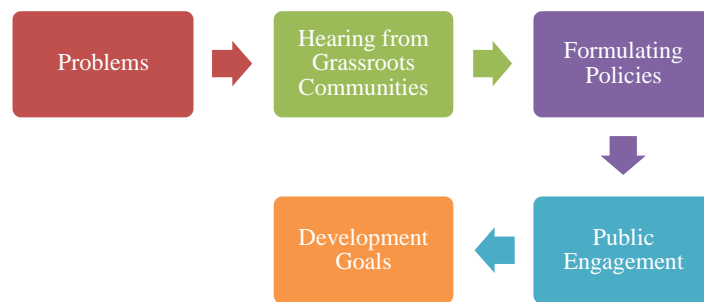 Problems
Hearing from
Grassroots
Communities
Formulating
Policies
Public
Engagement
Development
Goals